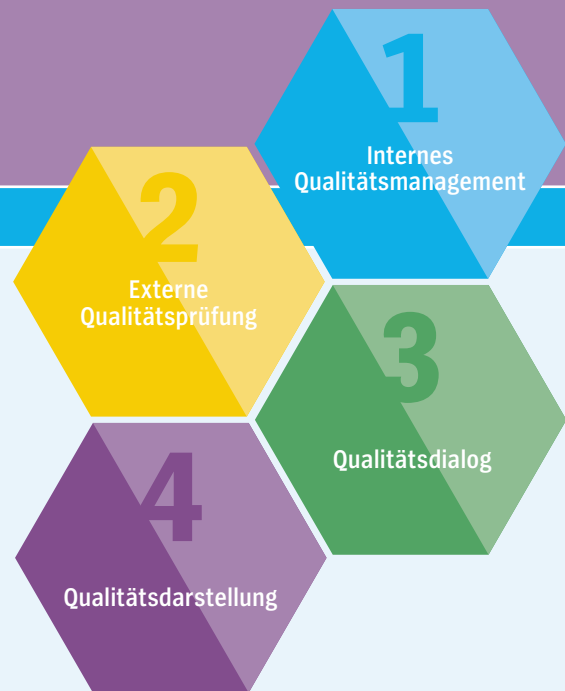 1
Internes
Qualitätsmanagement
2
Externe
Qualitätsprüfung
3
Qualitätsdialog
4
Qualitätsdarstellung